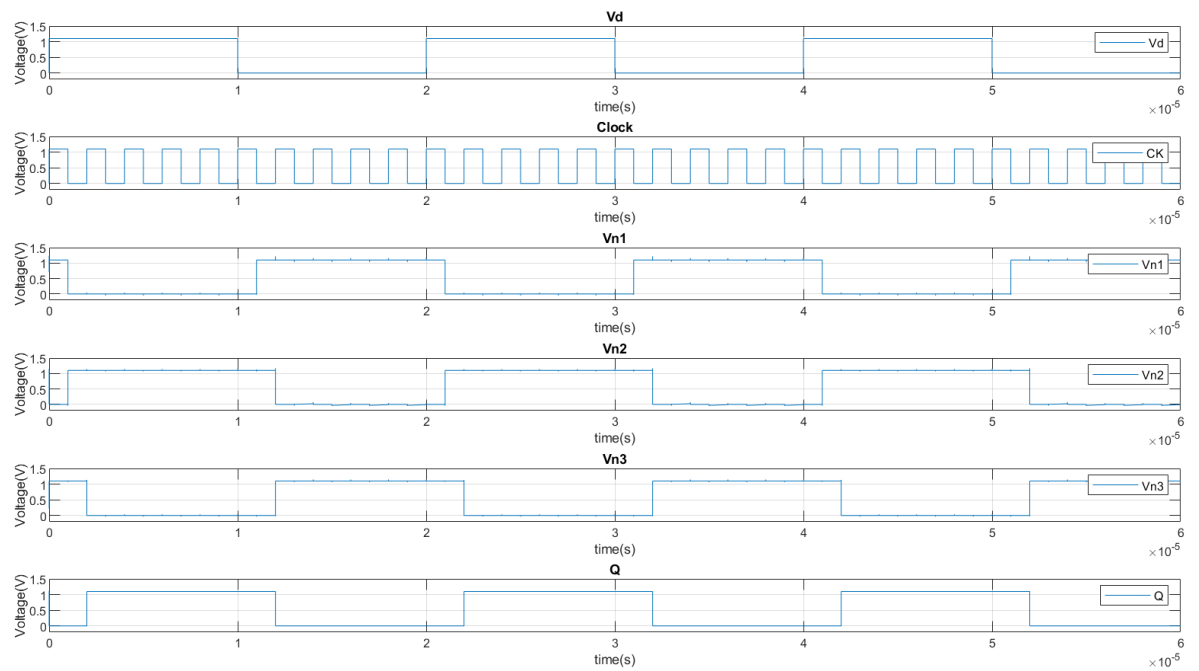 Vd
Voltage(V)
1.5
1
0.5
0
Vd
0 1 2 3 4 5 6
time(s)
×10⁻⁵
Clock
Voltage(V)
1.5
1
0.5
0
CK
0 1 2 3 4 5 6
time(s)
×10⁻⁵
Vn1
Voltage(V)
1.5
1
0.5
0
Vn1
0 1 2 3 4 5 6
time(s)
×10⁻⁵
Vn2
Voltage(V)
1.5
1
0.5
0
Vn2
0 1 2 3 4 5 6
time(s)
×10⁻⁵
Vn3
Voltage(V)
1.5
1
0.5
0
Vn3
0 1 2 3 4 5 6
time(s)
×10⁻⁵
Q
Voltage(V)
1.5
1
0.5
0
Q
0 1 2 3 4 5 6
time(s)
×10⁻⁵